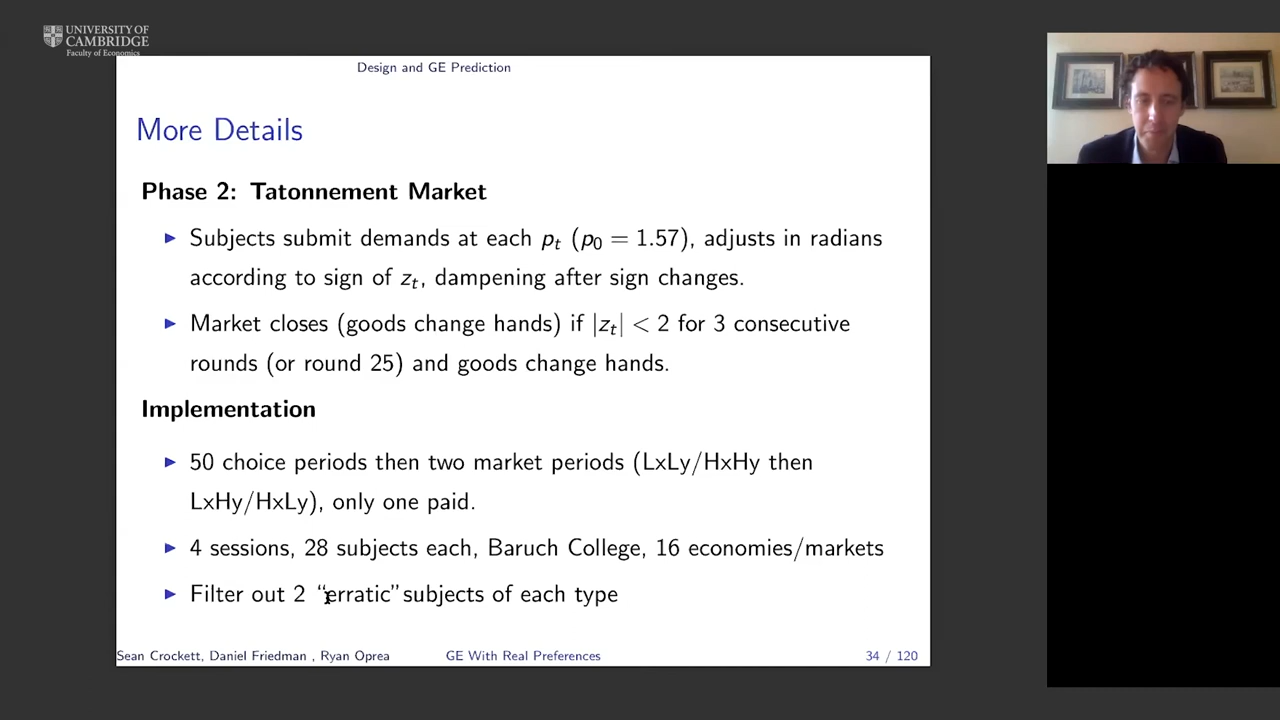 UNIVERSITY OF
CAMBRIDGE
Faculty of Economics
Design and GE Prediction
More Details
Phase 2: Tatonnement Market
▶ Subjects submit demands at each pₜ (p₀ = 1.57), adjusts in radians
according to sign of zₜ, dampening after sign changes.
▶ Market closes (goods change hands) if |zₜ| < 2 for 3 consecutive
rounds (or round 25) and goods change hands.
Implementation
▶ 50 choice periods then two market periods (LxLy/HxHy then
LxHy/HxLy), only one paid.
▶ 4 sessions, 28 subjects each, Baruch College, 16 economies/markets
▶ Filter out 2 “erratic” subjects of each type
Sean Crockett, Daniel Friedman , Ryan Oprea GE With Real Preferences 34 / 120